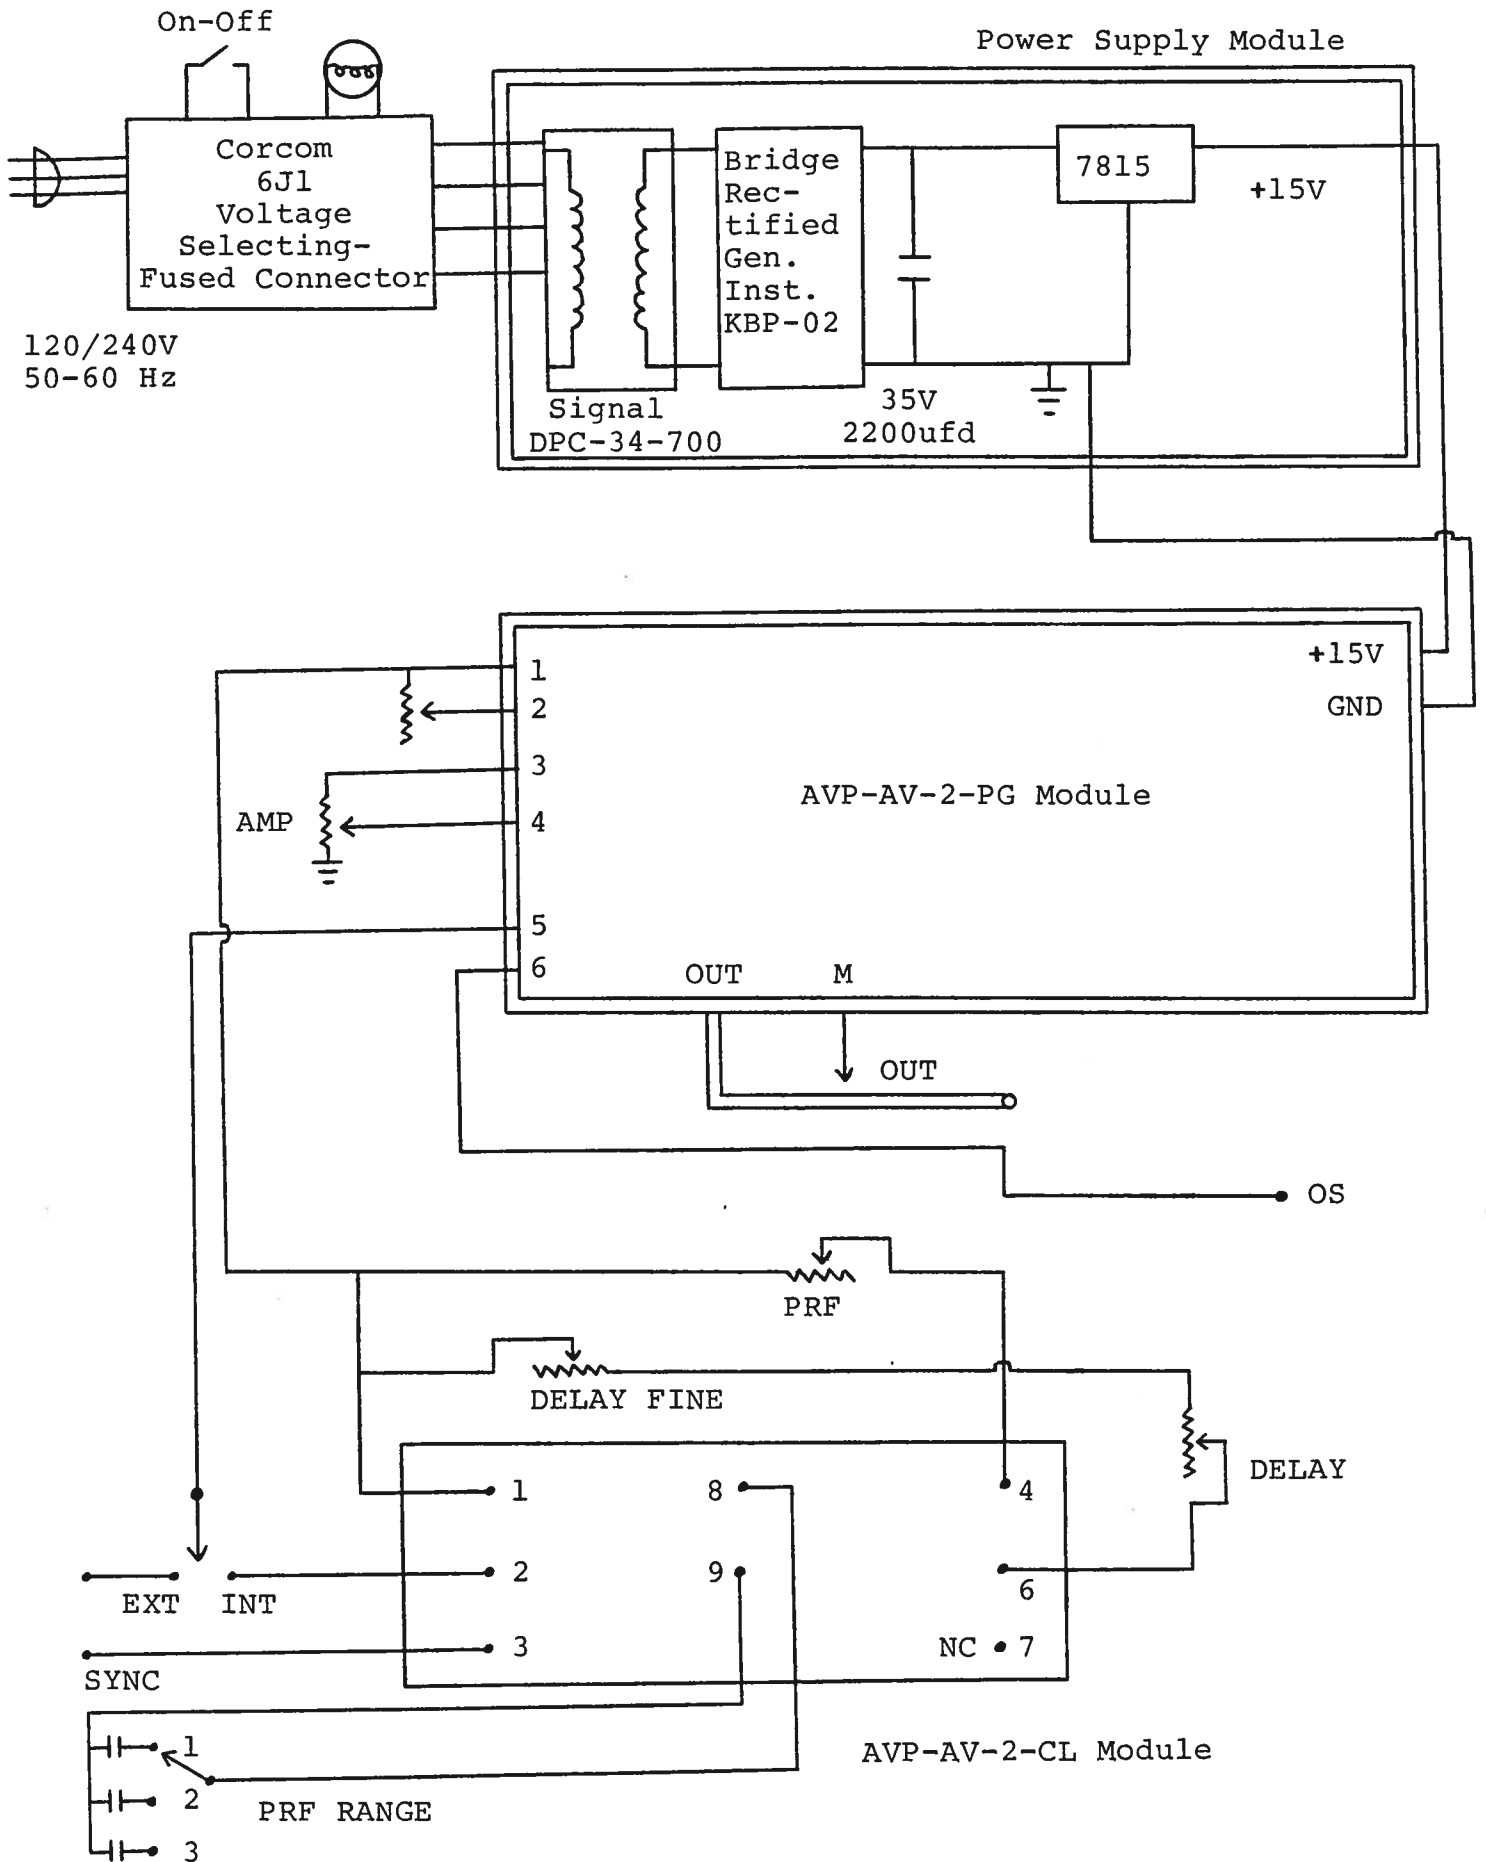 On-Off
Power Supply Module
Corcom
6J1
Voltage
Selecting-
Fused Connector
120/240V
50-60 Hz
Signal
DPC-34-700
Bridge
Rec-
tified
Gen.
Inst.
KBP-02
35V
2200ufd
7815
+15V
1
2
3
4
5
6
AMP
+15V
GND
AVP-AV-2-PG Module
OUT
M
OUT
OS
PRF
DELAY FINE
DELAY
1
2
3
8
9
4
6
NC
7
EXT
INT
SYNC
AVP-AV-2-CL Module
1
2
3
PRF RANGE